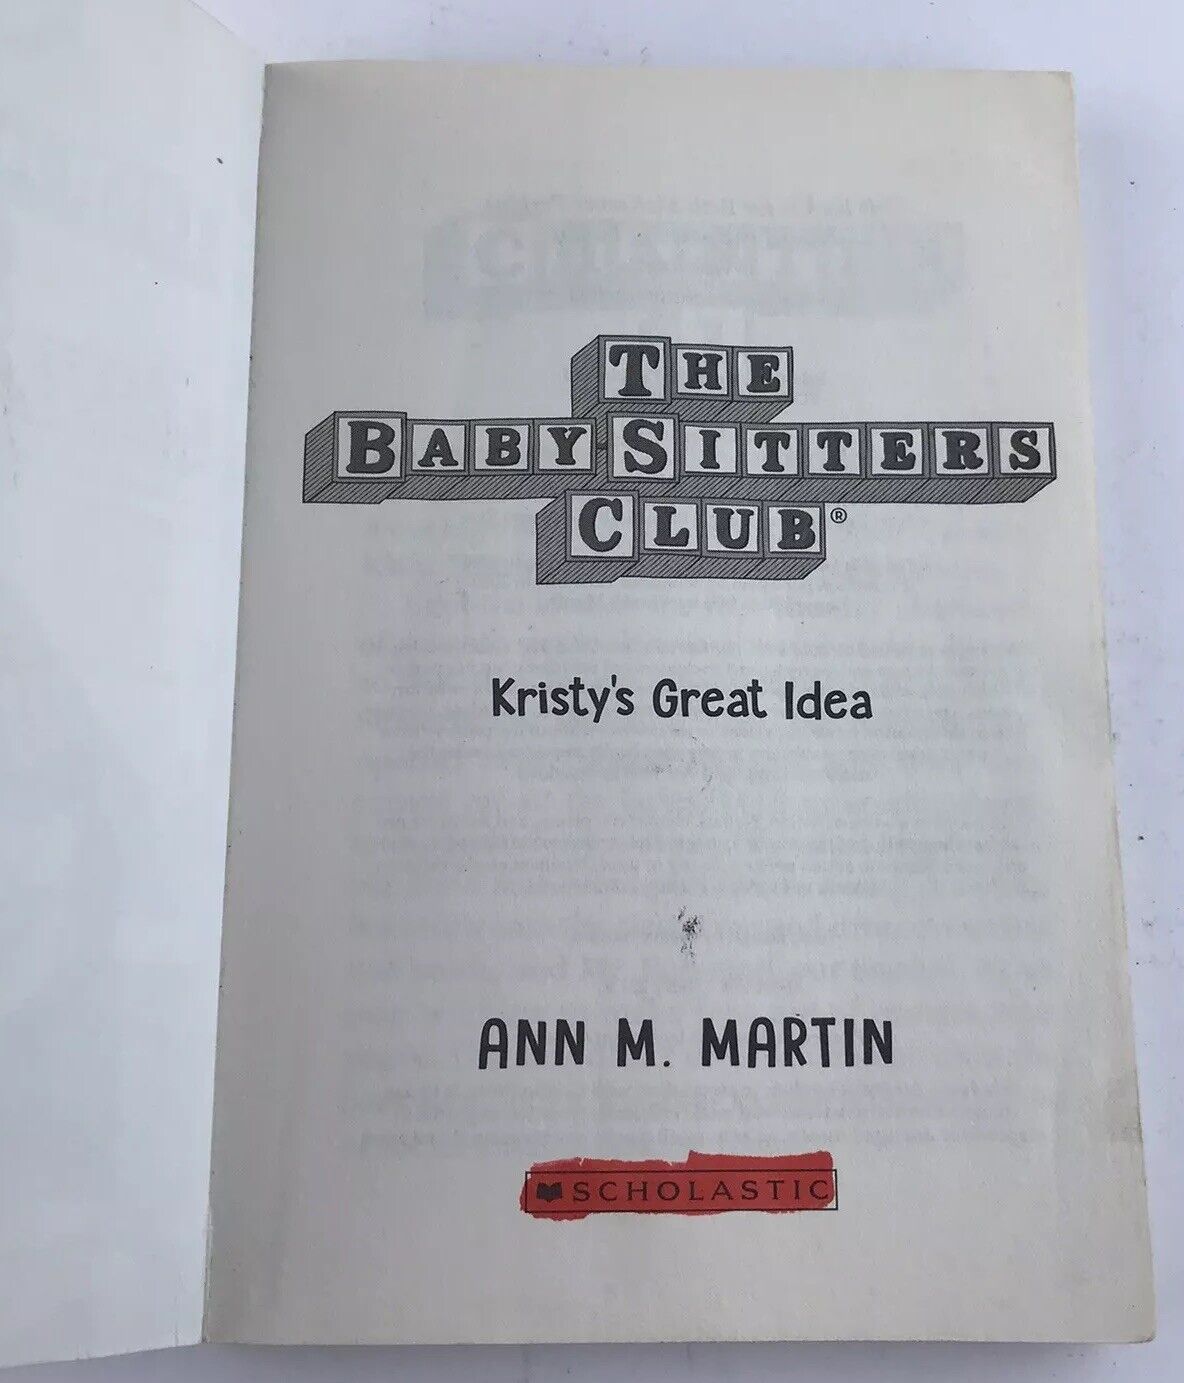 THE
BABY-SITTERS
CLUB®
Kristy's Great Idea
ANN M. MARTIN
SCHOLASTIC